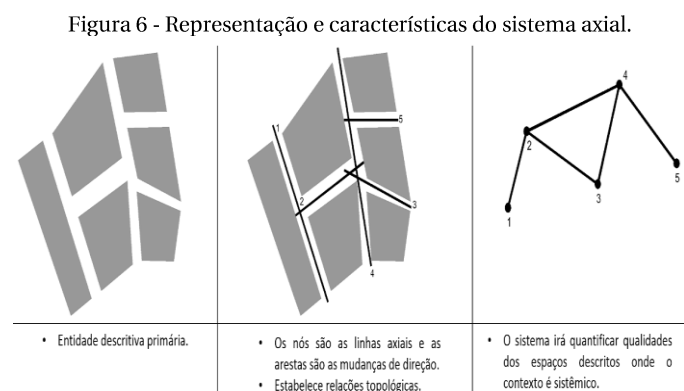 Figura 6 - Representação e características do sistema axial.
1
2
5
3
4
4
2
3
5
1
• Entidade descritiva primária.
• Os nós são as linhas axiais e as
arestas são as mudanças de direção.
• Estabelece relações topológicas.
• O sistema irá quantificar qualidades
dos espaços descritos onde o
contexto é sistêmico.